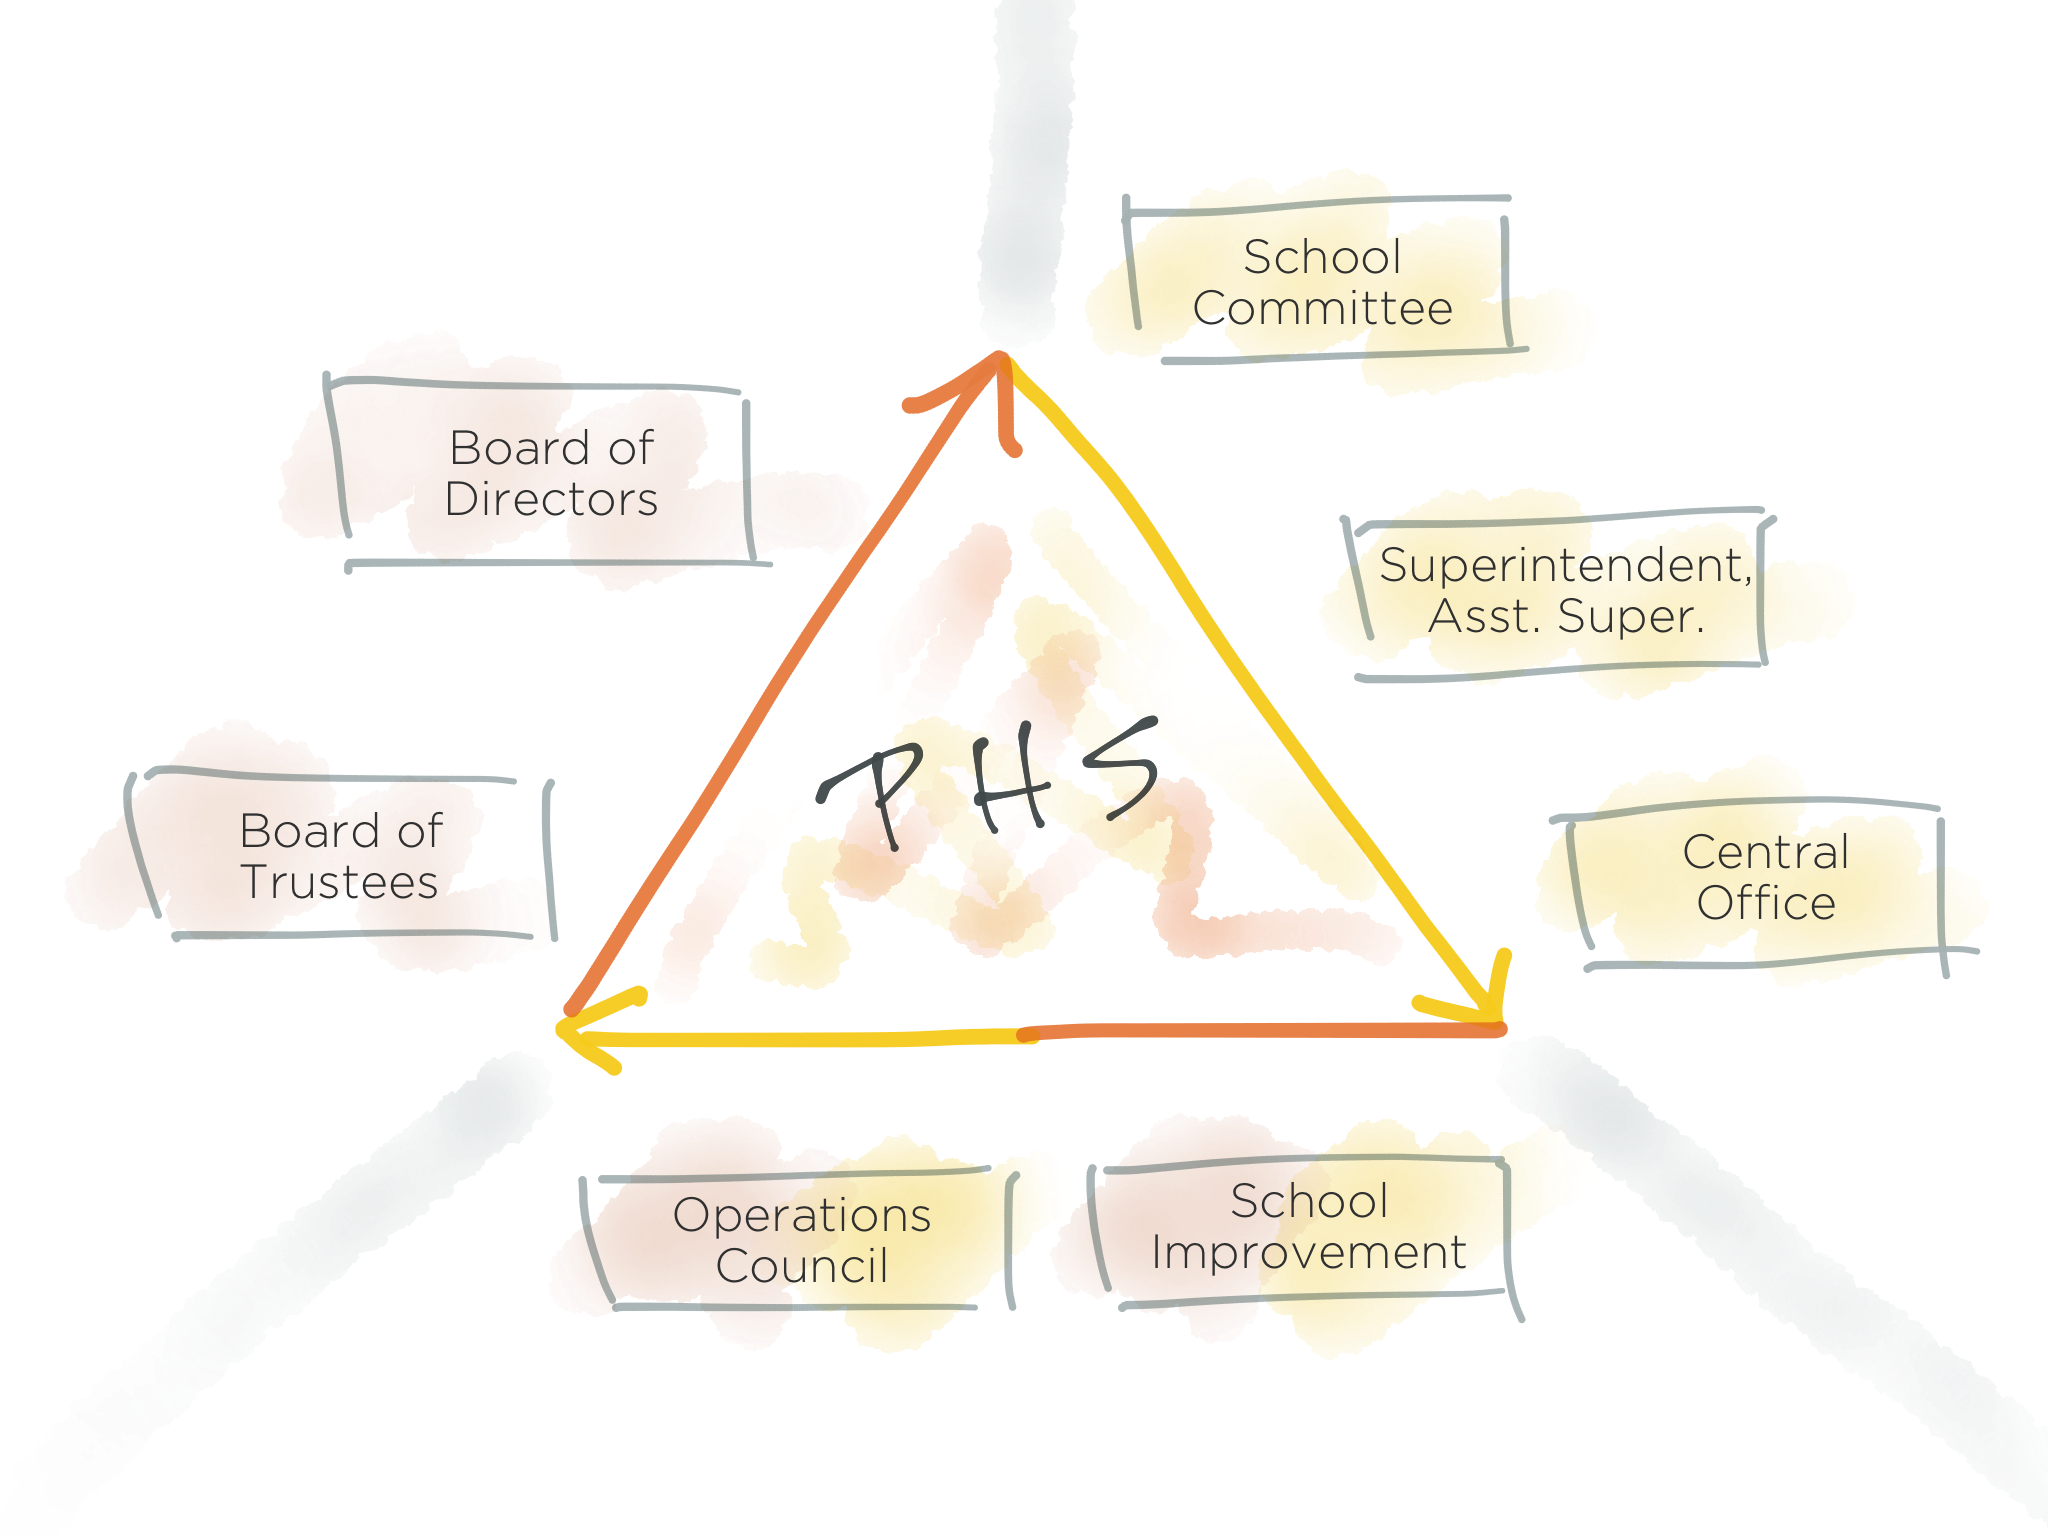 School
Committee
Board of
Directors
Superintendent,
Asst. Super.
PHS
Board of
Trustees
Central
Office
Operations
Council
School
Improvement